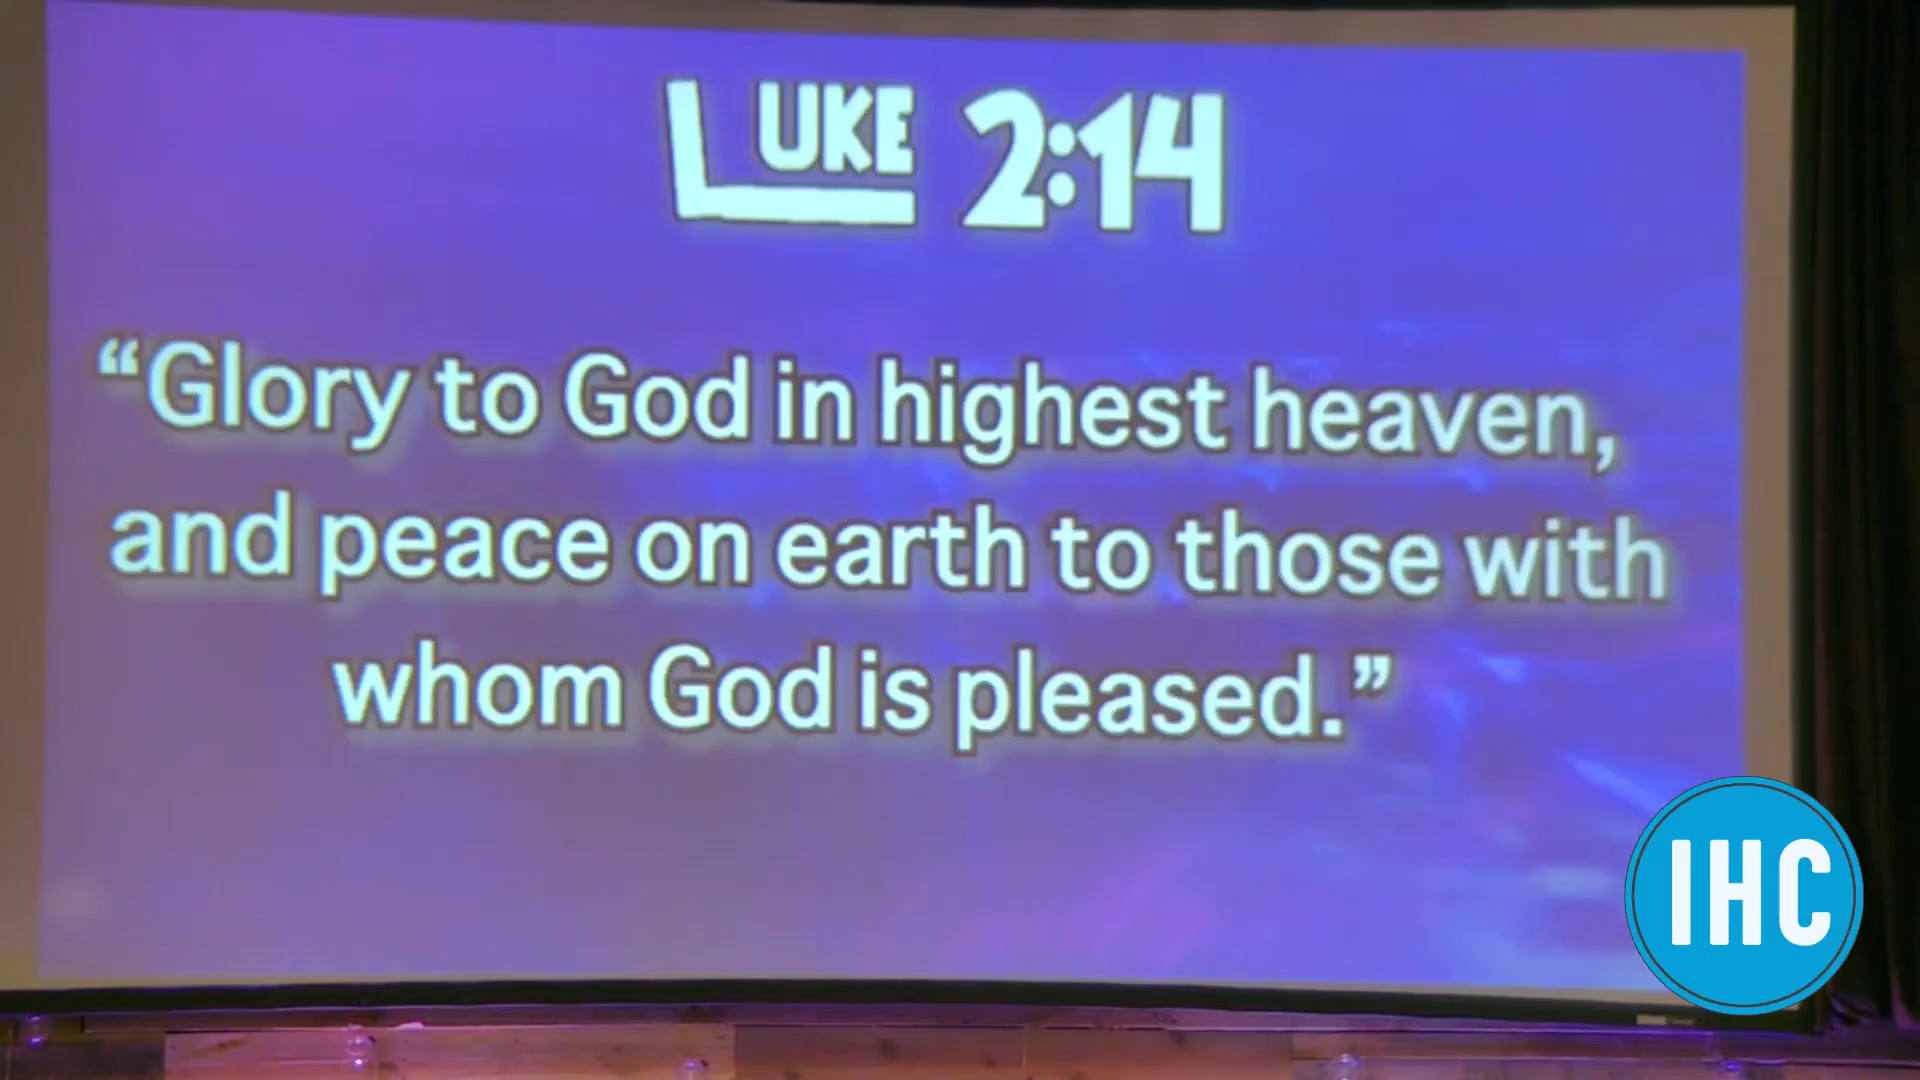 LUKE 2:14
“Glory to God in highest heaven,
and peace on earth to those with
whom God is pleased.”
IHC